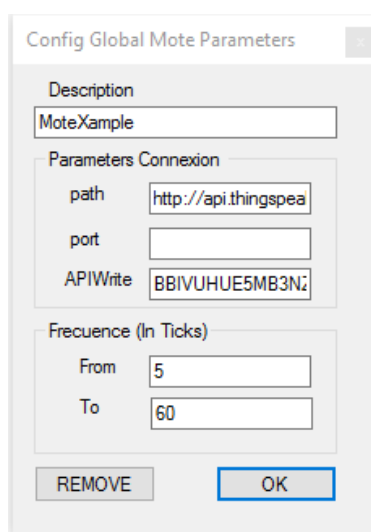 Config Global Mote Parameters x
Description
MoteXample
Parameters Connexion
path http://api.thingspeal
port
APIWrite BBIVUHUE5MB3NZ
Frecuence (In Ticks)
From 5
To 60
REMOVE OK